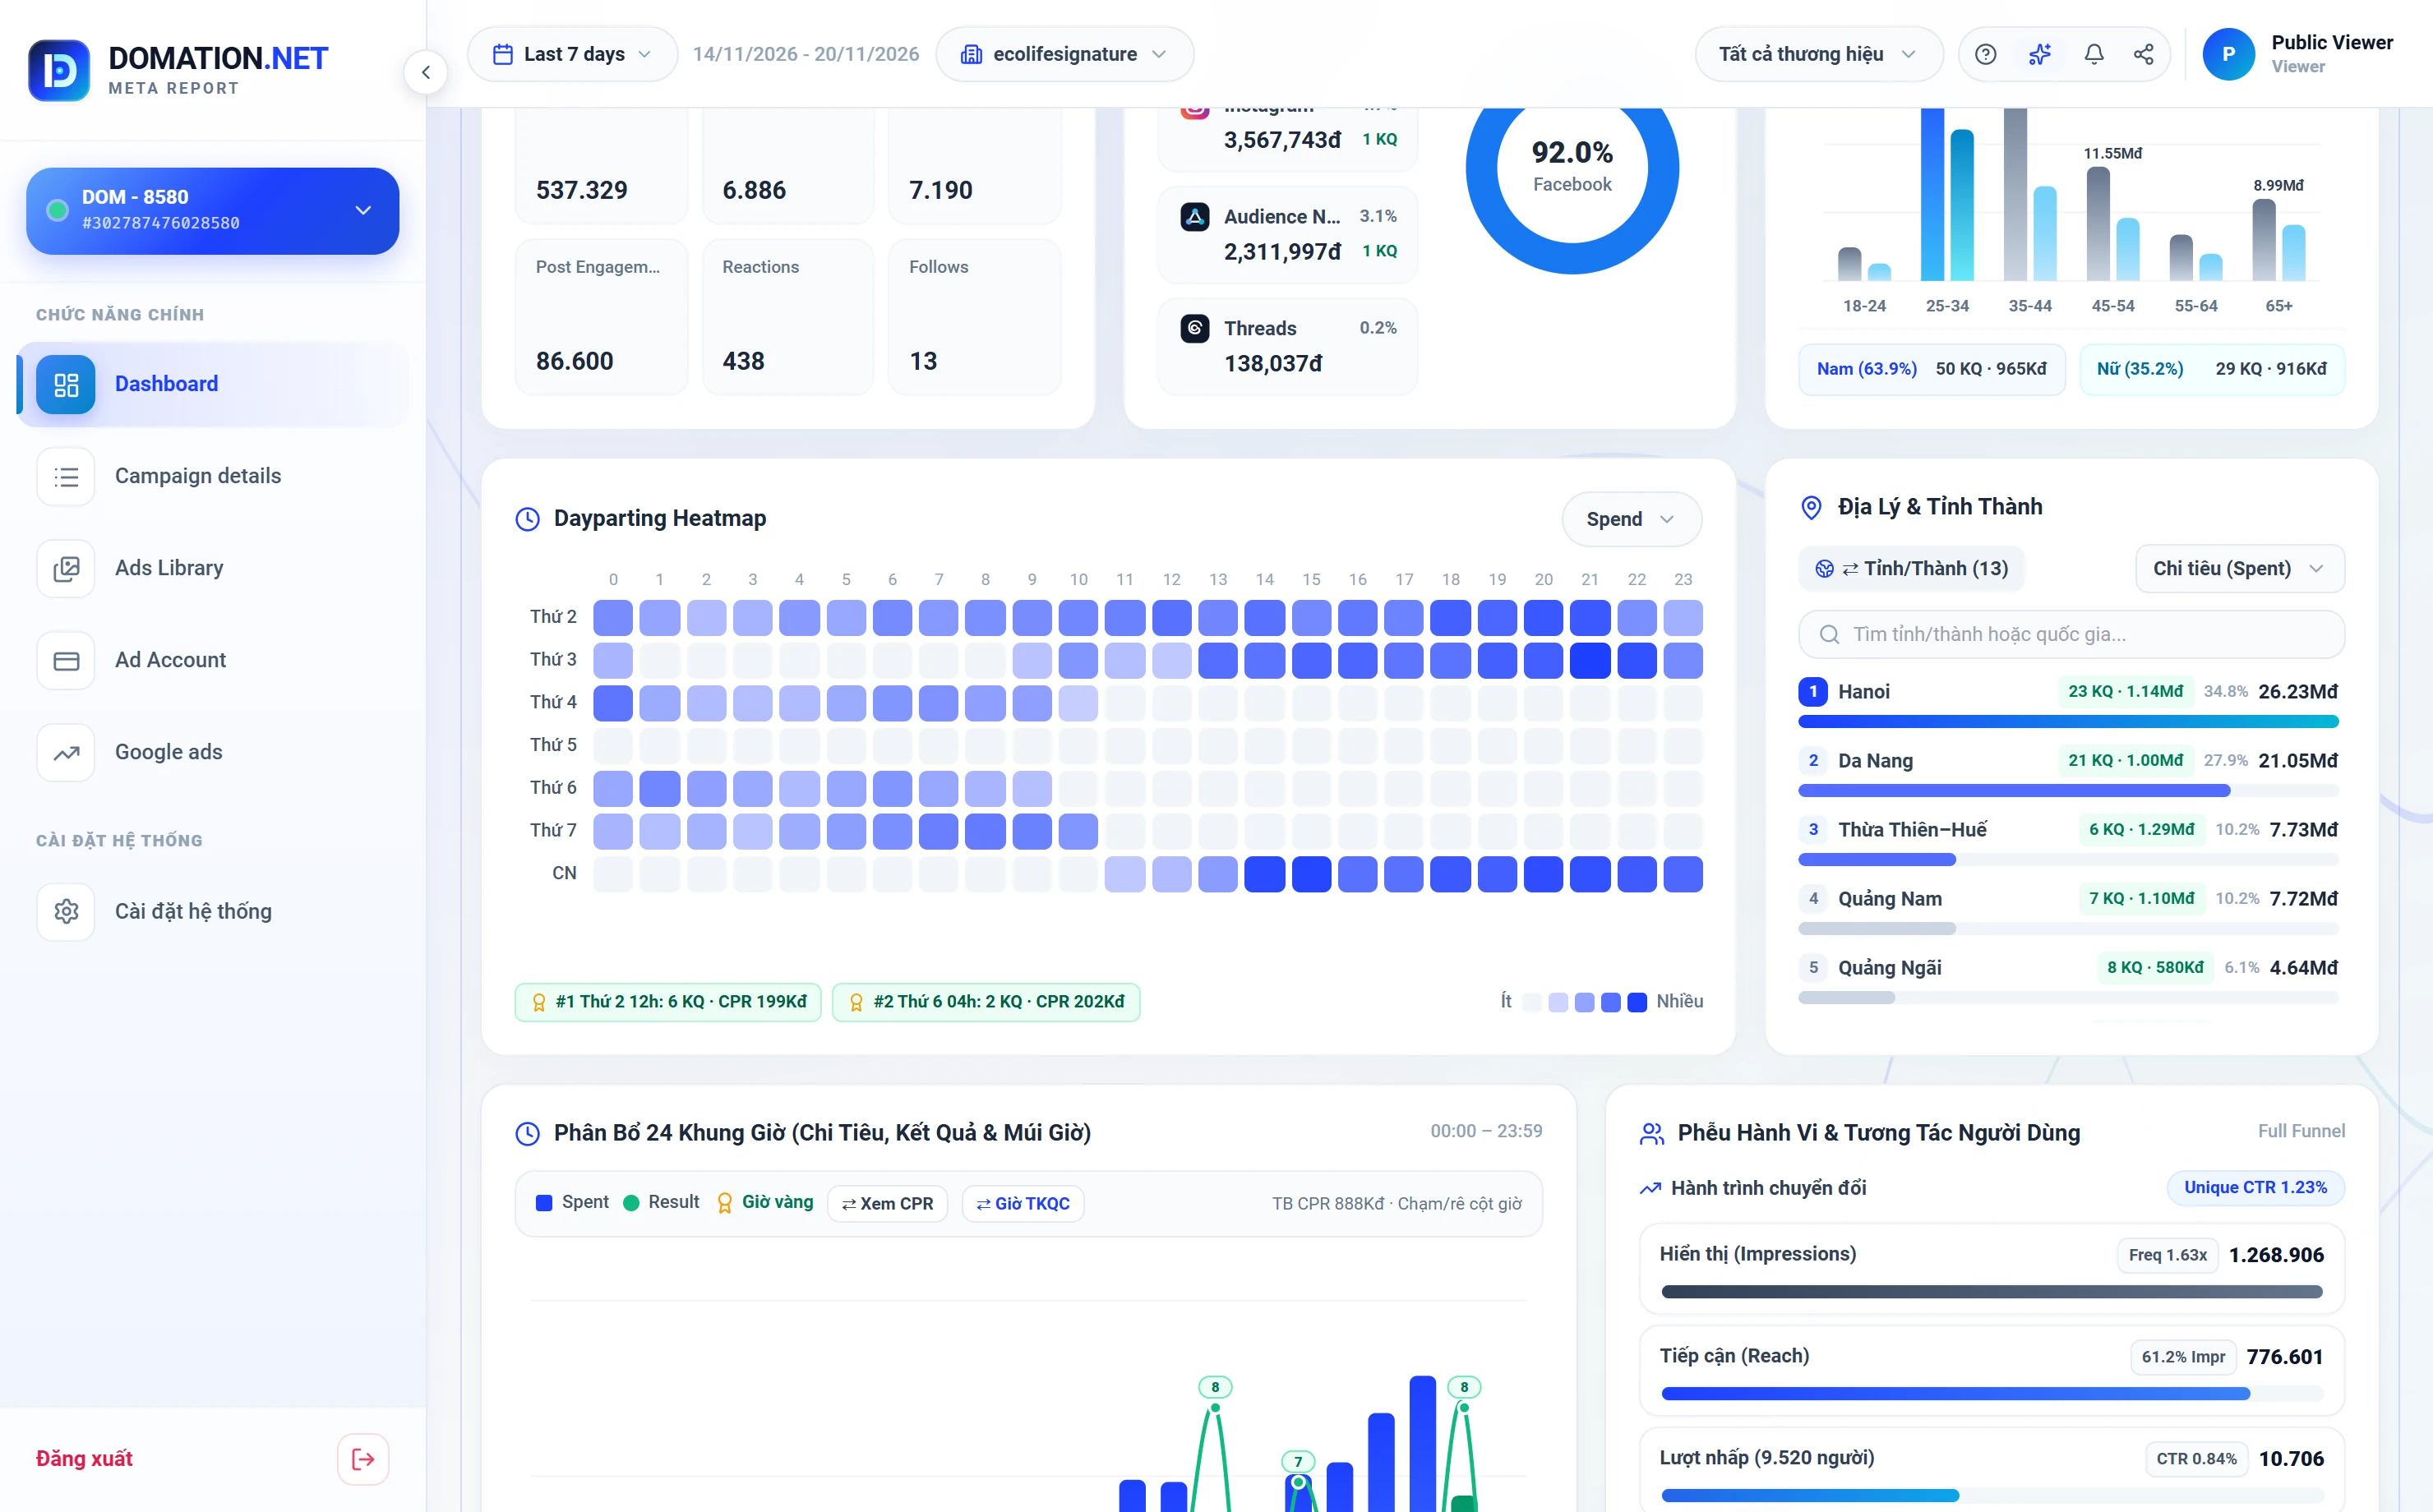 DOMATION.NET
META REPORT
DOM - 8580
#302787476028580
CHỨC NĂNG CHÍNH
Dashboard
Campaign details
Ads Library
Ad Account
Google ads
CÀI ĐẶT HỆ THỐNG
Cài đặt hệ thống
Đăng xuất
Last 7 days
14/11/2026 - 20/11/2026
ecolifesignature
Tất cả thương hiệu
P
Public Viewer
Viewer
537.329
6.886
7.190
Post Engagem...
Reactions
Follows
86.600
438
13
Instagram
3,567,743đ 1 KQ
Audience N... 3.1%
2,311,997đ 1 KQ
Threads 0.2%
138,037đ
92.0%
Facebook
11.55Mđ
8.99Mđ
18-24 25-34 35-44 45-54 55-64 65+
Nam (63.9%) 50 KQ · 965Kđ
Nữ (35.2%) 29 KQ · 916Kđ
Dayparting Heatmap
Spend
0 1 2 3 4 5 6 7 8 9 10 11 12 13 14 15 16 17 18 19 20 21 22 23
Thứ 2
Thứ 3
Thứ 4
Thứ 5
Thứ 6
Thứ 7
CN
#1 Thứ 2 12h: 6 KQ · CPR 199Kđ
#2 Thứ 6 04h: 2 KQ · CPR 202Kđ
Ít
Nhiều
Địa Lý & Tỉnh Thành
⇄ Tỉnh/Thành (13)
Chi tiêu (Spent)
Tìm tỉnh/thành hoặc quốc gia...
1 Hanoi 23 KQ · 1.14Mđ 34.8% 26.23Mđ
2 Da Nang 21 KQ · 1.00Mđ 27.9% 21.05Mđ
3 Thừa Thiên–Huế 6 KQ · 1.29Mđ 10.2% 7.73Mđ
4 Quảng Nam 7 KQ · 1.10Mđ 10.2% 7.72Mđ
5 Quảng Ngãi 8 KQ · 580Kđ 6.1% 4.64Mđ
Phân Bổ 24 Khung Giờ (Chi Tiêu, Kết Quả & Múi Giờ)
00:00 – 23:59
Spent
Result
Giờ vàng
⇄ Xem CPR
⇄ Giờ TKQC
TB CPR 888Kđ · Chạm/rê cột giờ
8
7
8
Phễu Hành Vi & Tương Tác Người Dùng
Full Funnel
Hành trình chuyển đổi
Unique CTR 1.23%
Hiển thị (Impressions) Freq 1.63x 1.268.906
Tiếp cận (Reach) 61.2% Impr 776.601
Lượt nhấp (9.520 người) CTR 0.84% 10.706